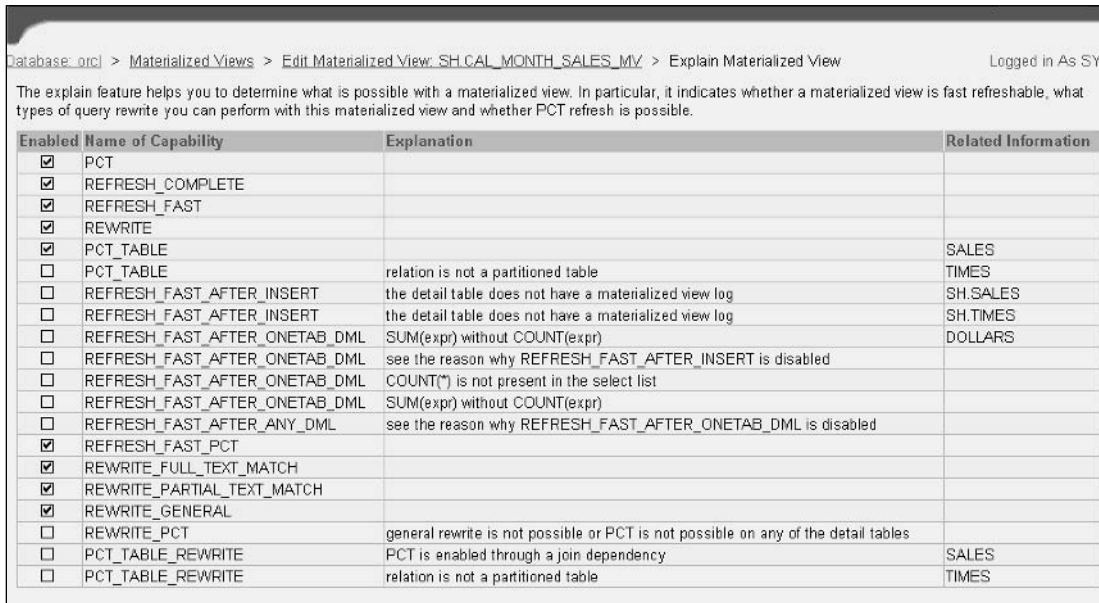 Database: orcl > Materialized Views > Edit Materialized View: SH.CAL_MONTH_SALES_MV > Explain Materialized View Logged in As SY
The explain feature helps you to determine what is possible with a materialized view. In particular, it indicates whether a materialized view is fast refreshable, what
types of query rewrite you can perform with this materialized view and whether PCT refresh is possible.
Enabled Name of Capability Explanation Related Information
PCT
REFRESH_COMPLETE
REFRESH_FAST
REWRITE
PCT_TABLE SALES
PCT_TABLE relation is not a partitioned table TIMES
REFRESH_FAST_AFTER_INSERT the detail table does not have a materialized view log SH.SALES
REFRESH_FAST_AFTER_INSERT the detail table does not have a materialized view log SH.TIMES
REFRESH_FAST_AFTER_ONETAB_DML SUM(expr) without COUNT(expr) DOLLARS
REFRESH_FAST_AFTER_ONETAB_DML see the reason why REFRESH_FAST_AFTER_INSERT is disabled
REFRESH_FAST_AFTER_ONETAB_DML COUNT(*) is not present in the select list
REFRESH_FAST_AFTER_ONETAB_DML SUM(expr) without COUNT(expr)
REFRESH_FAST_AFTER_ANY_DML see the reason why REFRESH_FAST_AFTER_ONETAB_DML is disabled
REFRESH_FAST_PCT
REWRITE_FULL_TEXT_MATCH
REWRITE_PARTIAL_TEXT_MATCH
REWRITE_GENERAL
REWRITE_PCT general rewrite is not possible or PCT is not possible on any of the detail tables
PCT_TABLE_REWRITE PCT is enabled through a join dependency SALES
PCT_TABLE_REWRITE relation is not a partitioned table TIMES